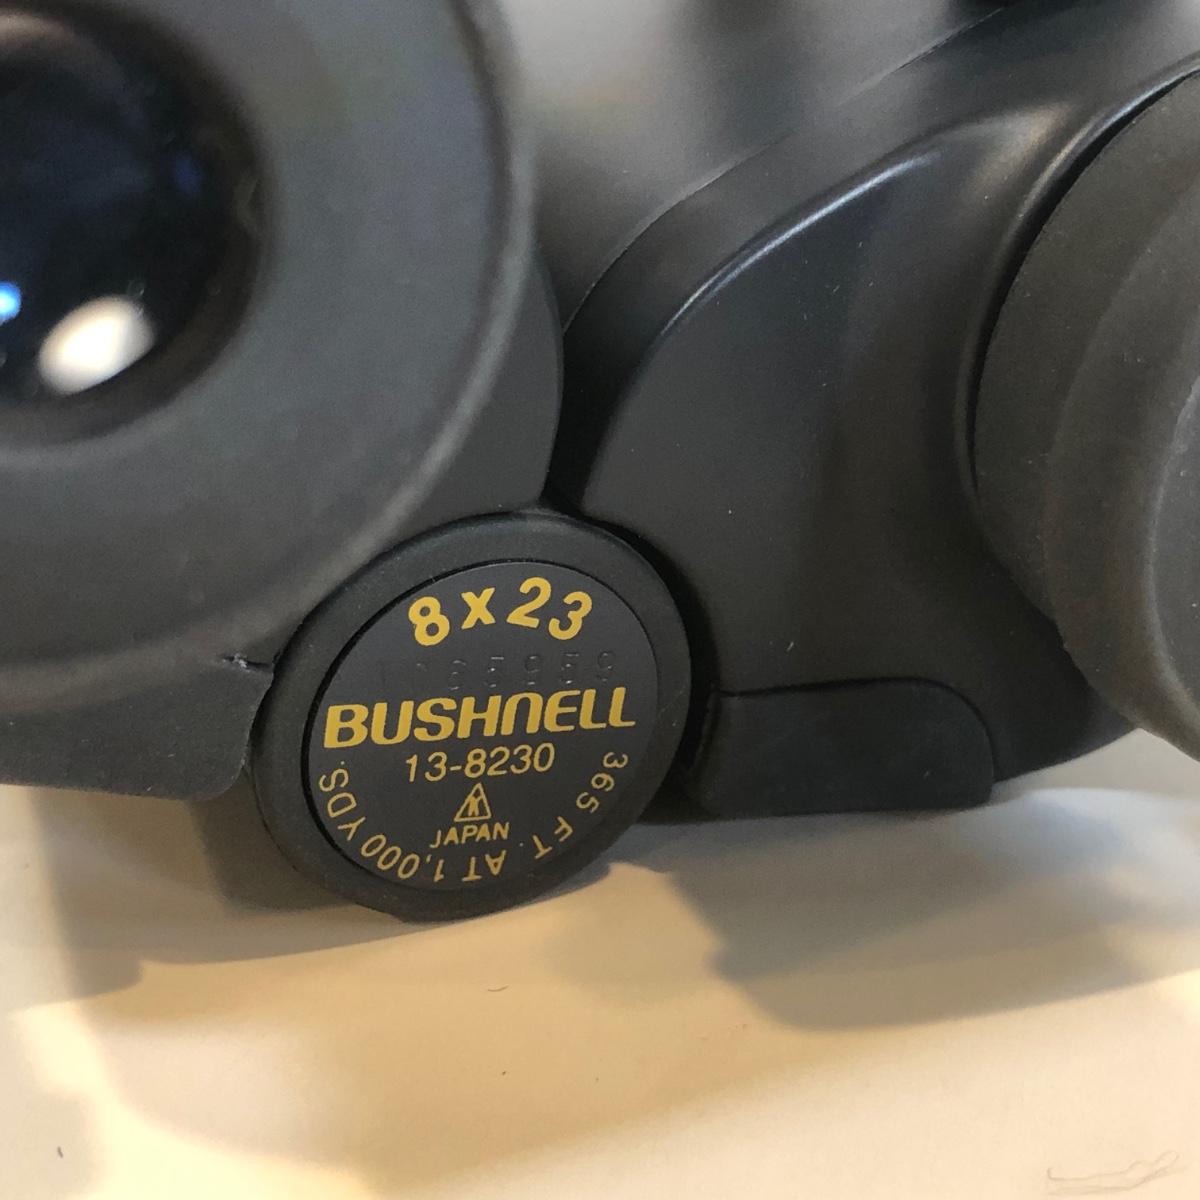 8x23
BUSHNELL
13-8230
JAPAN
365 FT. AT 1,000 YDS.